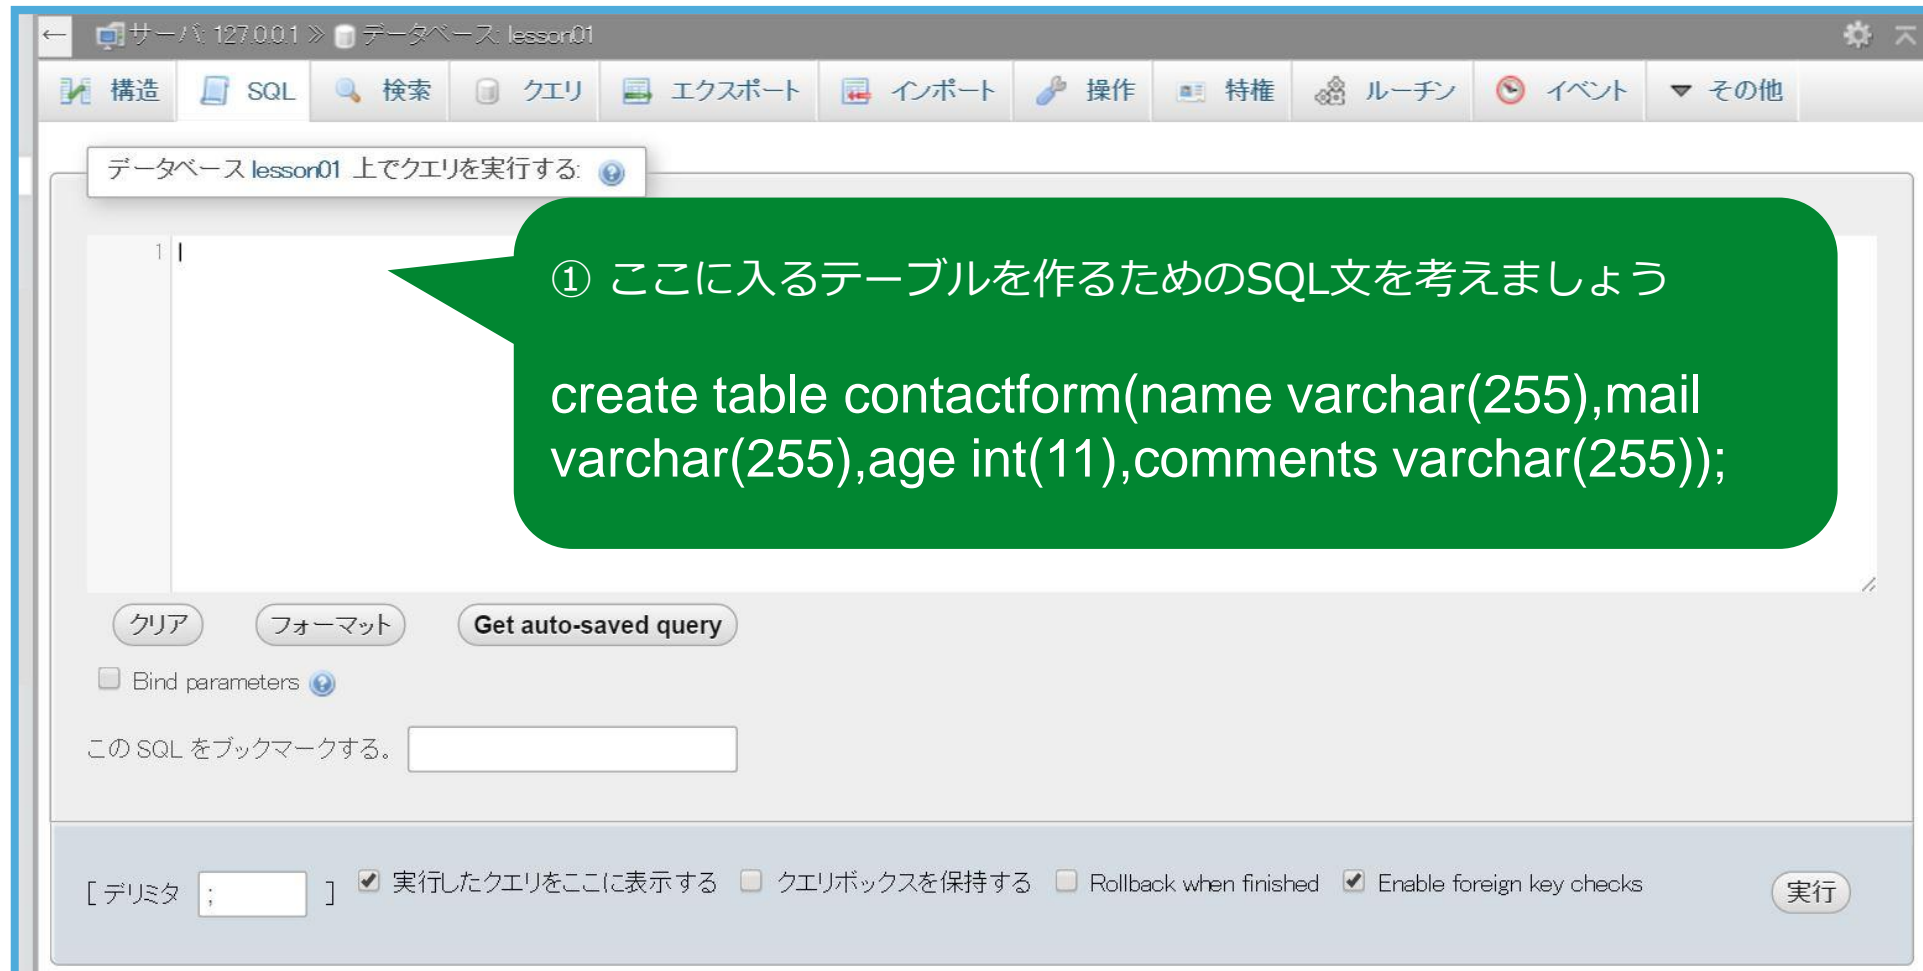 ← サーバ: 127.0.0.1 » データベース: lesson01
構造 SQL 検索 クエリ エクスポート インポート 操作 特権 ルーチン イベント ▼ その他
データベース lesson01 上でクエリを実行する:
1
① ここに入るテーブルを作るためのSQL文を考えましょう
create table contactform(name varchar(255),mail
varchar(255),age int(11),comments varchar(255));
クリア フォーマット Get auto-saved query
Bind parameters
この SQL をブックマークする。
[ デリミタ ; ] 実行したクエリをここに表示する クエリボックスを保持する Rollback when finished Enable foreign key checks 実行